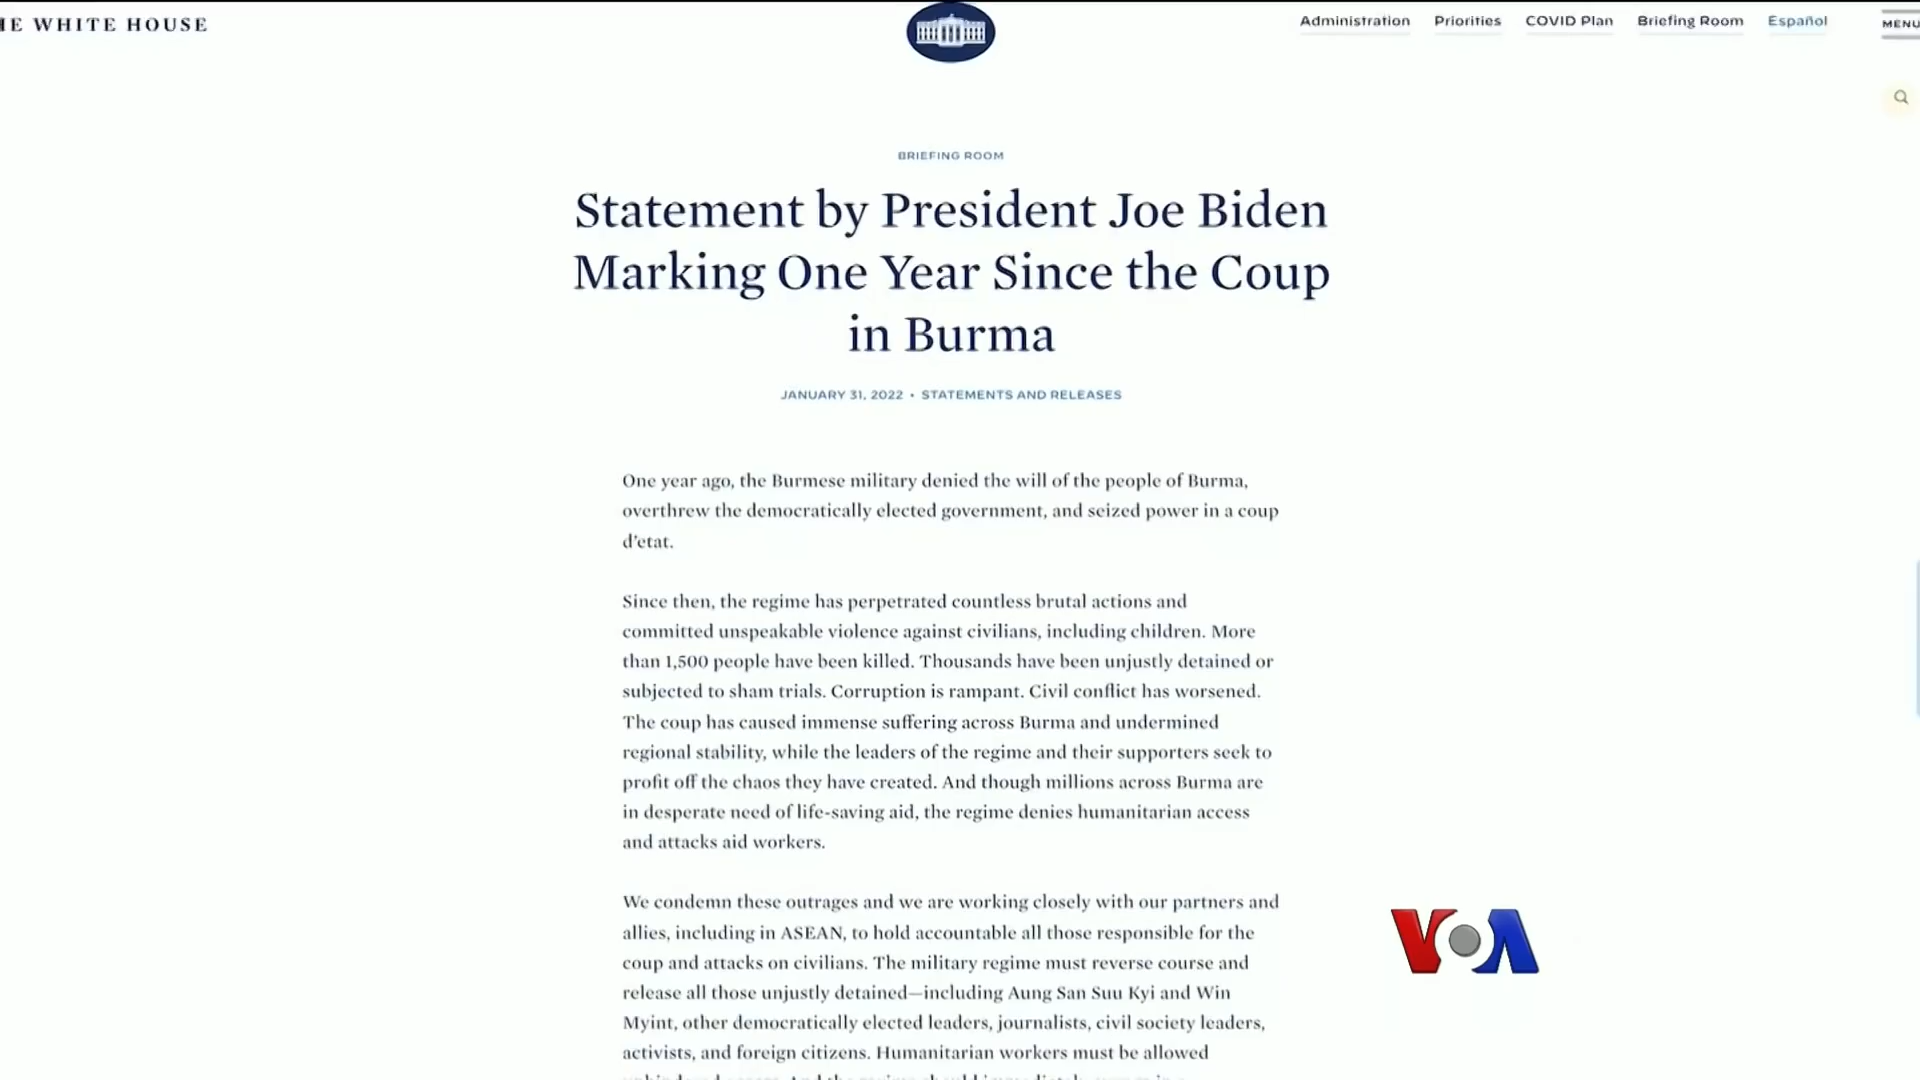 HE WHITE HOUSE
Administration Priorities COVID Plan Briefing Room Español MENU
BRIEFING ROOM
Statement by President Joe Biden
Marking One Year Since the Coup
in Burma
JANUARY 31, 2022 • STATEMENTS AND RELEASES
One year ago, the Burmese military denied the will of the people of Burma,
overthrew the democratically elected government, and seized power in a coup
d’etat.
Since then, the regime has perpetrated countless brutal actions and
committed unspeakable violence against civilians, including children. More
than 1,500 people have been killed. Thousands have been unjustly detained or
subjected to sham trials. Corruption is rampant. Civil conflict has worsened.
The coup has caused immense suffering across Burma and undermined
regional stability, while the leaders of the regime and their supporters seek to
profit off the chaos they have created. And though millions across Burma are
in desperate need of life-saving aid, the regime denies humanitarian access
and attacks aid workers.
We condemn these outrages and we are working closely with our partners and
allies, including in ASEAN, to hold accountable all those responsible for the
coup and attacks on civilians. The military regime must reverse course and
release all those unjustly detained—including Aung San Suu Kyi and Win
Myint, other democratically elected leaders, journalists, civil society leaders,
activists, and foreign citizens. Humanitarian workers must be allowed
VOA